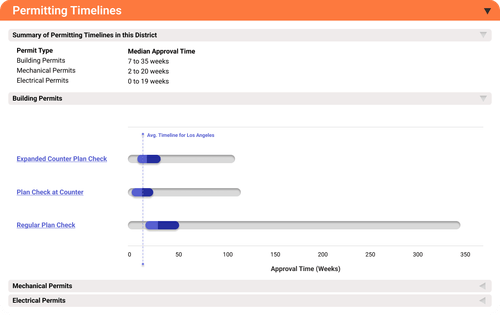 Permitting Timelines
Summary of Permitting Timelines in this District
Permit Type Median Approval Time
Building Permits 7 to 35 weeks
Mechanical Permits 2 to 20 weeks
Electrical Permits 0 to 19 weeks
Building Permits
Avg. Timeline for Los Angeles
Expanded Counter Plan Check
Plan Check at Counter
Regular Plan Check
0 50 100 150 200 250 300 350
Approval Time (Weeks)
Mechanical Permits
Electrical Permits